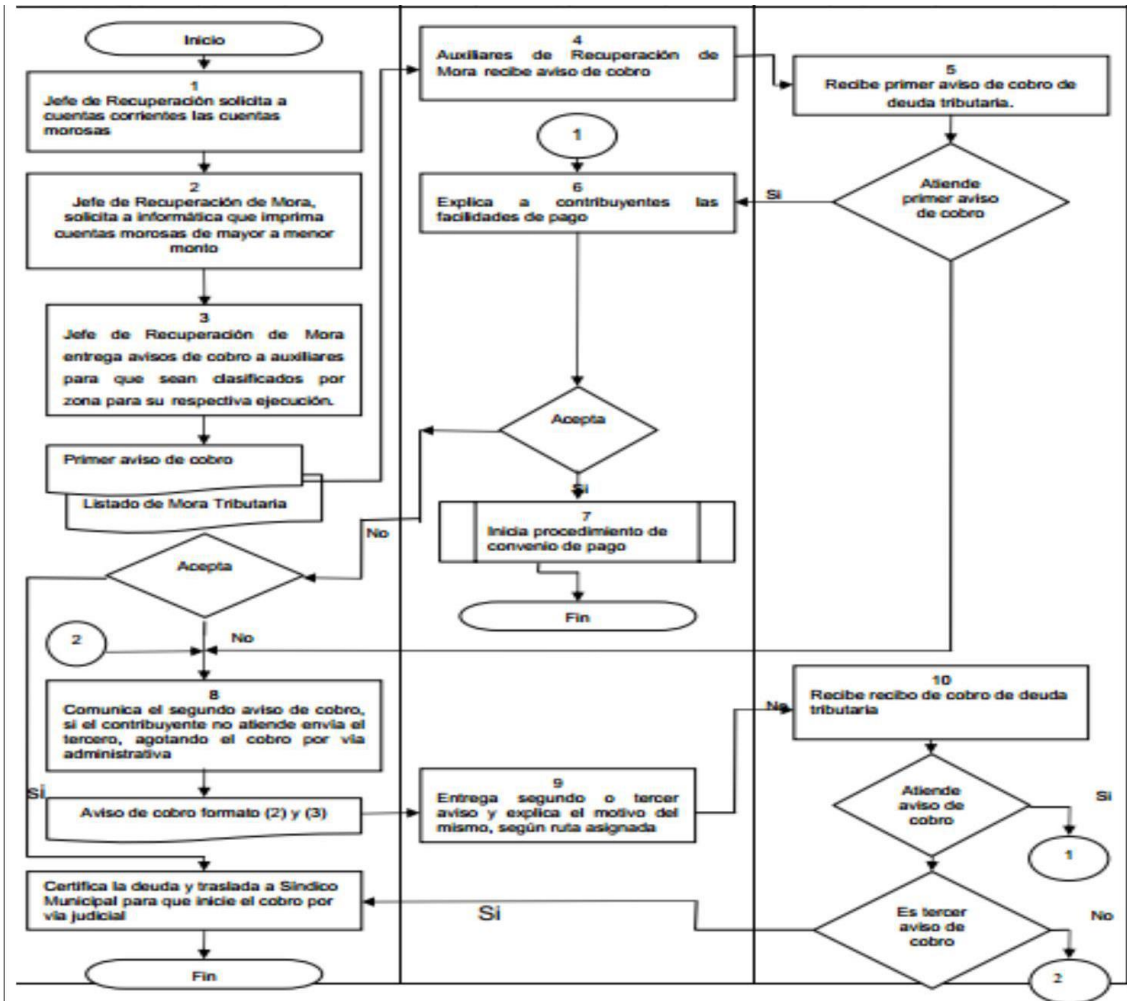 Inicio
1
Jefe de Recuperación solicita a
cuentas corrientes las cuentas
morosas
2
Jefe de Recuperación de Mora,
solicita a informática que imprima
cuentas morosas de mayor a menor
monto
3
Jefe de Recuperación de Mora
entrega avisos de cobro a auxiliares
para que sean clasificados por
zona para su respectiva ejecución.
Primer aviso de cobro
Listado de Mora Tributaria
4
Auxiliares de Recuperación de
Mora recibe aviso de cobro
5
Recibe primer aviso de cobro de
deuda tributaria.
Atiende
primer aviso
de cobro
Si
1
6
Explica a contribuyentes las
facilidades de pago
Acepta
Si
7
Inicia procedimiento de
convenio de pago
Fin
No
Acepta
2
No
8
Comunica el segundo aviso de cobro,
si el contribuyente no atiende envía el
tercero, agotando el cobro por vía
administrativa
Si
Aviso de cobro formato (2) y (3)
9
Entrega segundo o tercer
aviso y explica el motivo del
mismo, según ruta asignada
No
10
Recibe recibo de cobro de deuda
tributaria
Atiende
aviso de
cobro
Si
1
Es tercer
aviso de
cobro
No
2
Si
Certifica la deuda y traslada a Síndico
Municipal para que inicie el cobro por
vía judicial
Fin